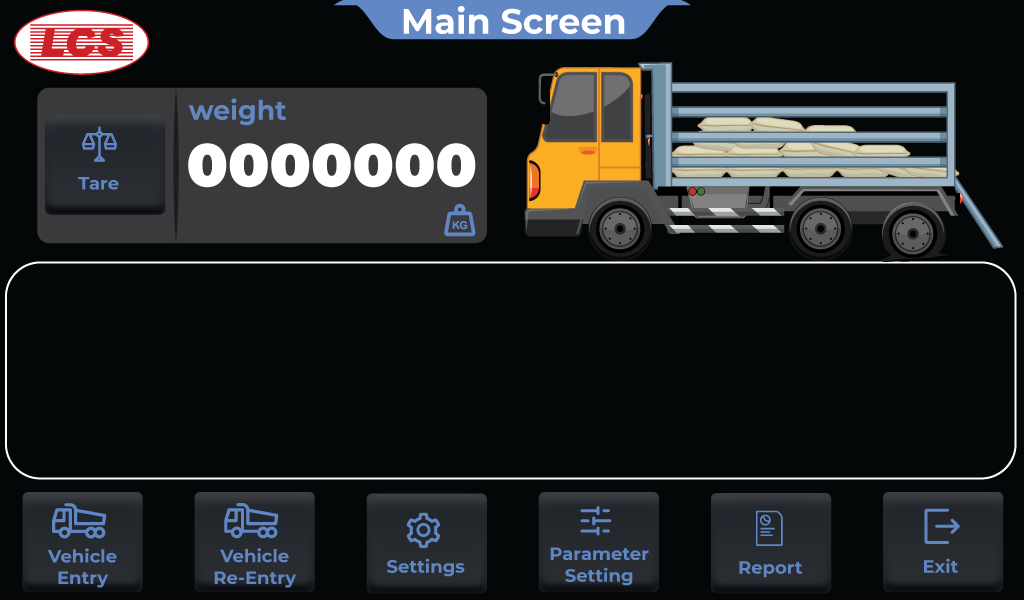 Main Screen
LCS
weight
0000000
Tare
KG
Vehicle
Entry
Vehicle
Re-Entry
Settings
Parameter
Setting
Report
Exit